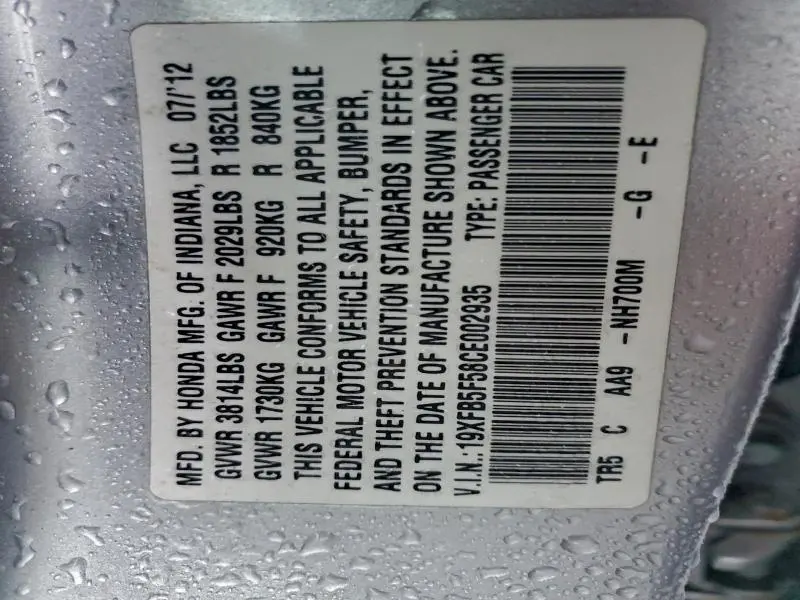 MFD. BY HONDA MFG. OF INDIANA, LLC 07/'12
GVWR 3814LBS GAWR F 2029LBS R 1852LBS
GVWR 1730KG GAWR F 920KG R 840KG
THIS VEHICLE CONFORMS TO ALL APPLICABLE
FEDERAL MOTOR VEHICLE SAFETY, BUMPER,
AND THEFT PREVENTION STANDARDS IN EFFECT
ON THE DATE OF MANUFACTURE SHOWN ABOVE.
V.I.N.:19XFB5F58CE002935 TYPE: PASSENGER CAR
TR5 C AA9 -NH700M -G -E